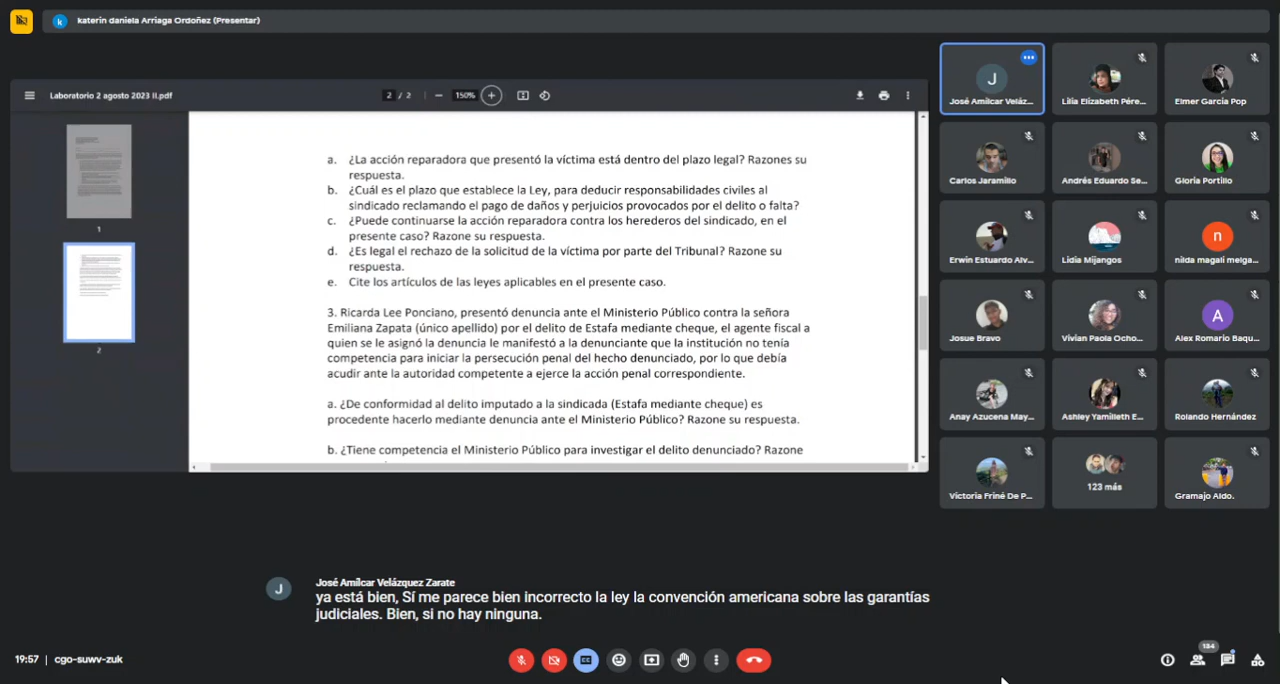 k
katerin daniela Arriaga Ordoñez (Presentar)
Laboratorio 2 agosto 2023 II.pdf
2 / 2
150%
1
2
a. ¿La acción reparadora que presentó la víctima está dentro del plazo legal? Razones su
respuesta.
b. ¿Cuál es el plazo que establece la Ley, para deducir responsabilidades civiles al
sindicado reclamando el pago de daños y perjuicios provocados por el delito o falta?
c. ¿Puede continuarse la acción reparadora contra los herederos del sindicado, en el
presente caso? Razone su respuesta.
d. ¿Es legal el rechazo de la solicitud de la víctima por parte del Tribunal? Razone su
respuesta.
e. Cite los artículos de las leyes aplicables en el presente caso.
3. Ricarda Lee Ponciano, presentó denuncia ante el Ministerio Público contra la señora
Emiliana Zapata (único apellido) por el delito de Estafa mediante cheque, el agente fiscal a
quien se le asignó la denuncia le manifestó a la denunciante que la institución no tenía
competencia para iniciar la persecución penal del hecho denunciado, por lo que debía
acudir ante la autoridad competente a ejerce la acción penal correspondiente.
a. ¿De conformidad al delito imputado a la sindicada (Estafa mediante cheque) es
procedente hacerlo mediante denuncia ante el Ministerio Público? Razone su respuesta.
b. ¿Tiene competencia el Ministerio Público para investigar el delito denunciado? Razone
J
José Amílcar Veláz...
Lilia Elizabeth Pére...
Elmer García Pop
Carlos Jaramillo
Andrés Eduardo Se...
Gloria Portillo
Erwin Estuardo Alv...
Lidia Mijangos
n
nilda magali melga...
Josue Bravo
Vivian Paola Ocho...
A
Alex Romario Baqu...
Anay Azucena May...
Ashley Yamilleth E...
Rolando Hernández
Victoria Friné De P...
123 más
Gramajo Aldo.
J
José Amílcar Velázquez Zarate
ya está bien, Sí me parece bien incorrecto la ley la convención americana sobre las garantías
judiciales. Bien, si no hay ninguna.
19:57 | cgo-suwv-zuk
CC
134